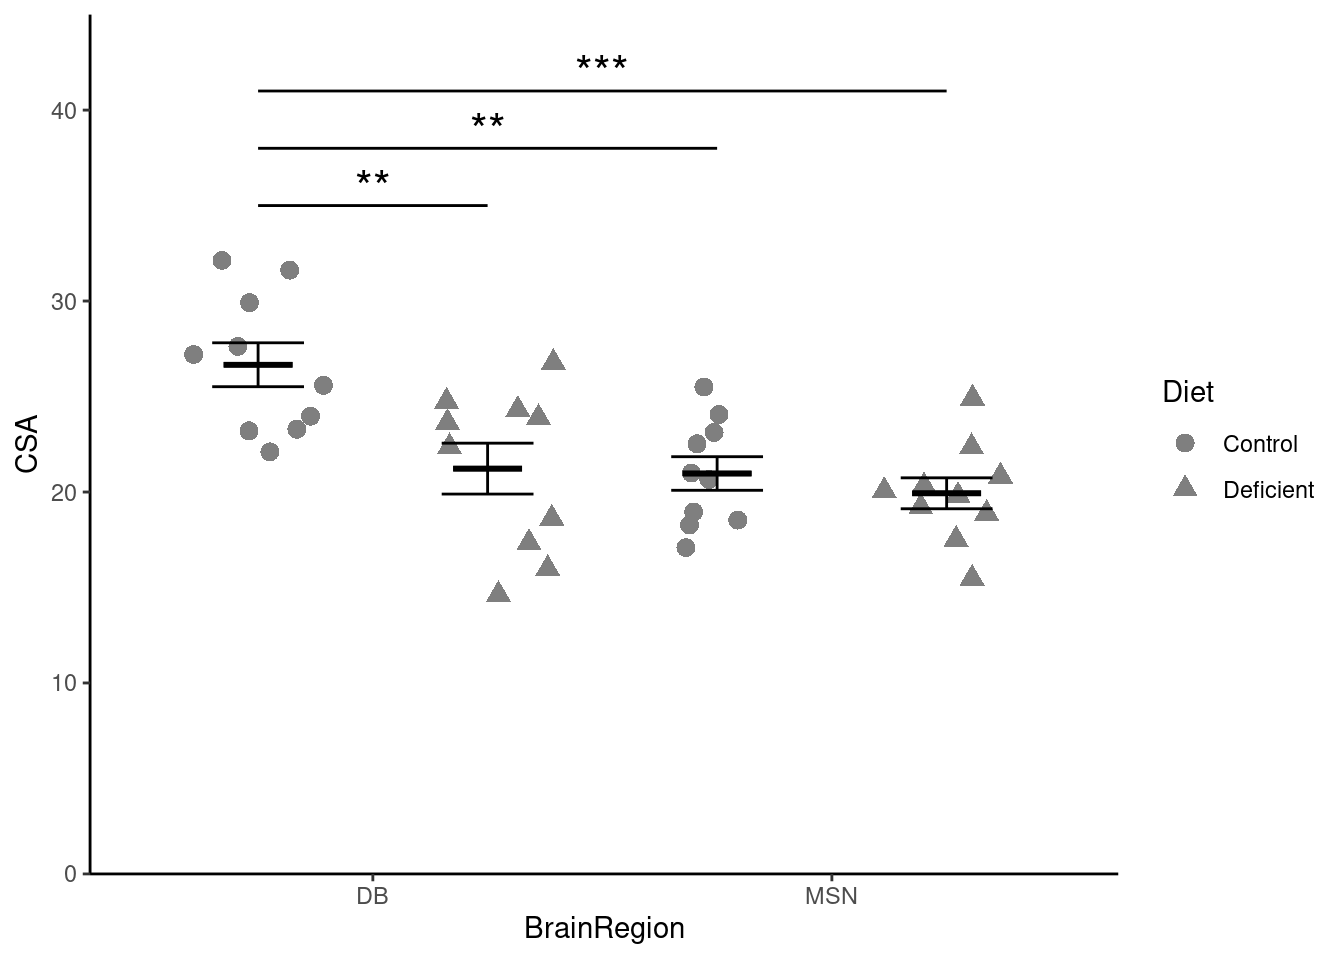 ***
**
**
40
30
20
10
0
CSA
DB
MSN
BrainRegion
Diet
Control
Deficient